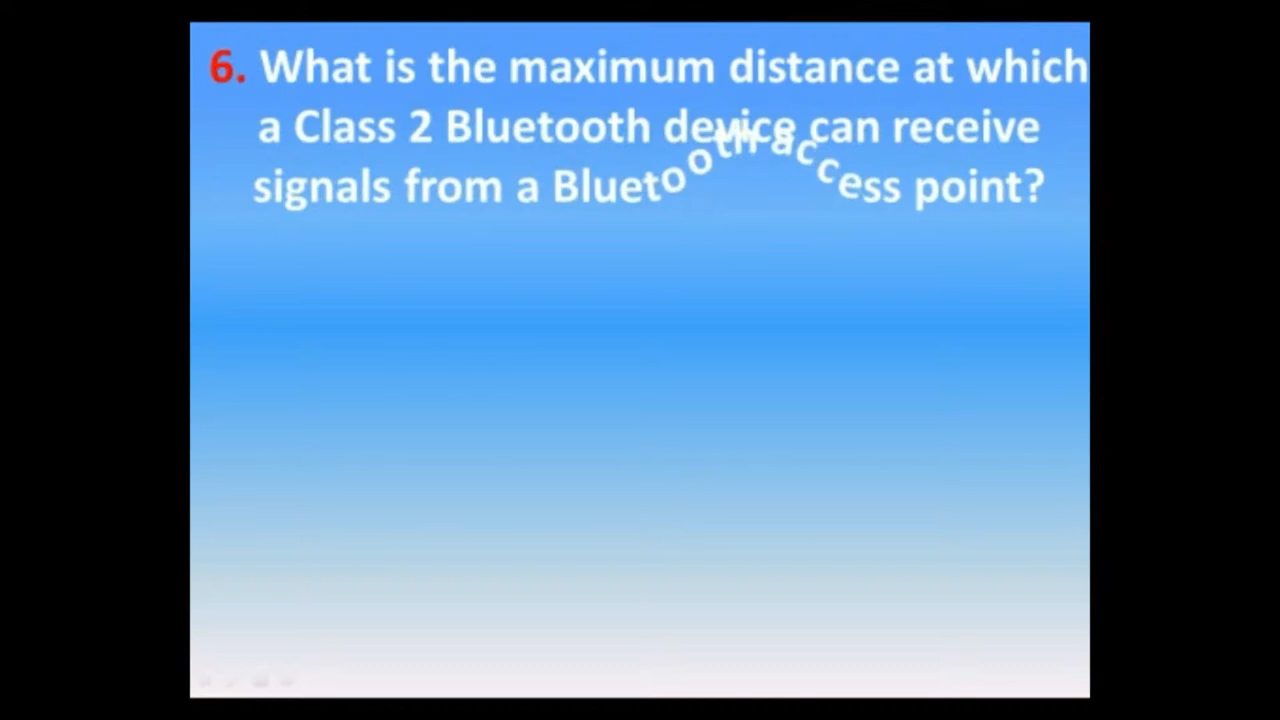 6. What is the maximum distance at which
a Class 2 Bluetooth device can receive
signals from a Bluetooth access point?